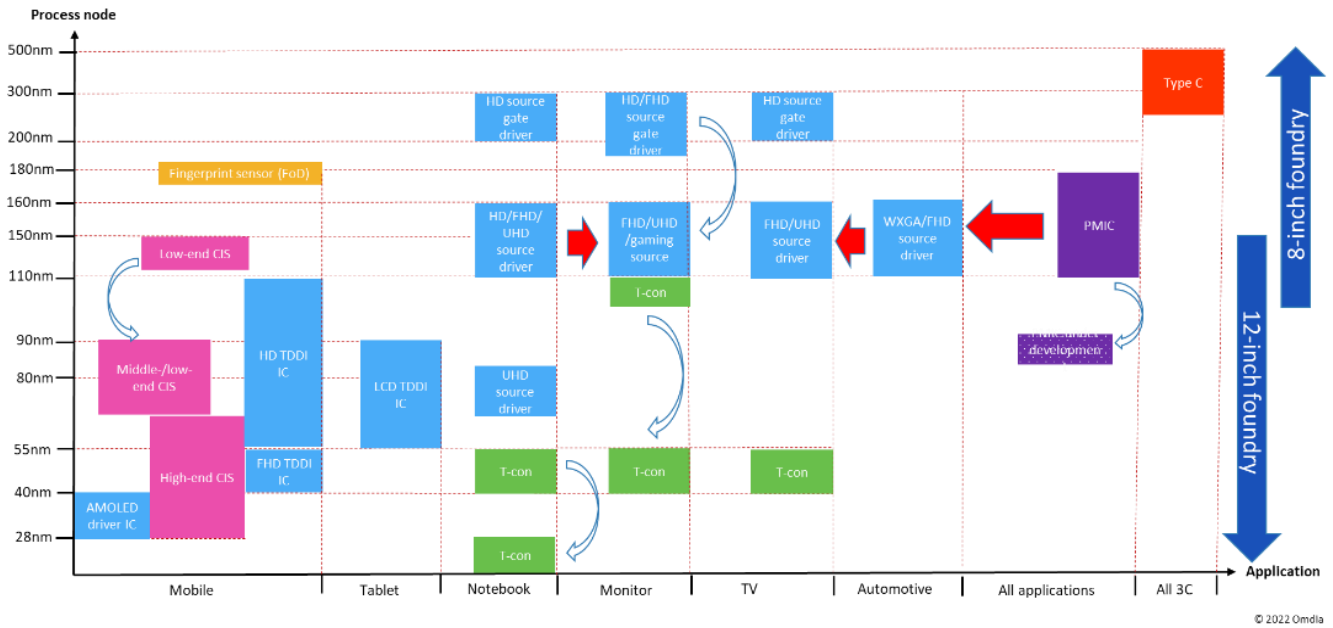 Process node
500nm
300nm
200nm
180nm
160nm
150nm
110nm
90nm
80nm
55nm
40nm
28nm
Fingerprint sensor (FoD)
Low-end CIS
Middle-/low-
end CIS
High-end CIS
AMOLED
driver IC
HD TDDI
IC
FHD TDDI
IC
LCD TDDI
IC
HD source
gate
driver
HD/FHD/
UHD
source
driver
UHD
source
driver
T-con
T-con
HD/FHD
source
gate
driver
FHD/UHD
/gaming
source
T-con
T-con
HD source
gate
driver
FHD/UHD
source
driver
T-con
WXGA/FHD
source
driver
PMIC
developmen
Type C
8-inch foundry
12-inch foundry
Mobile
Tablet
Notebook
Monitor
TV
Automotive
All applications
All 3C
Application
© 2022 Omdia